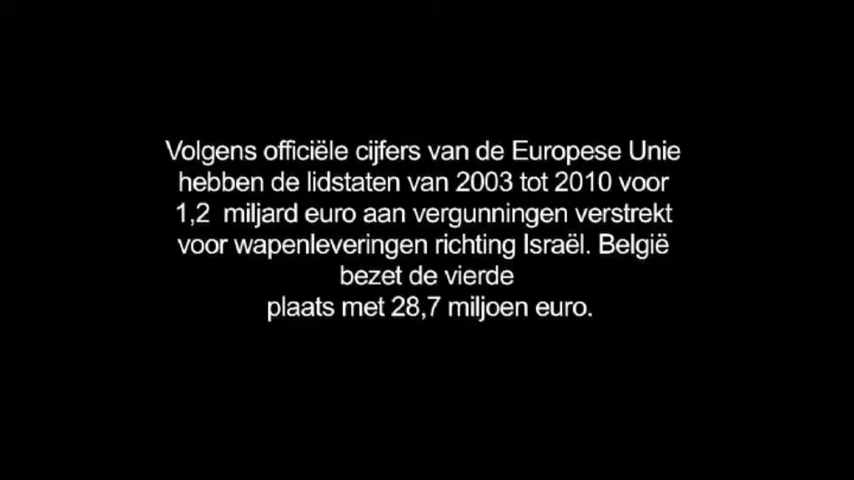 Volgens officiële cijfers van de Europese Unie
hebben de lidstaten van 2003 tot 2010 voor
1,2  miljard euro aan vergunningen verstrekt
voor wapenleveringen richting Israël. België
bezet de vierde
plaats met 28,7 miljoen euro.